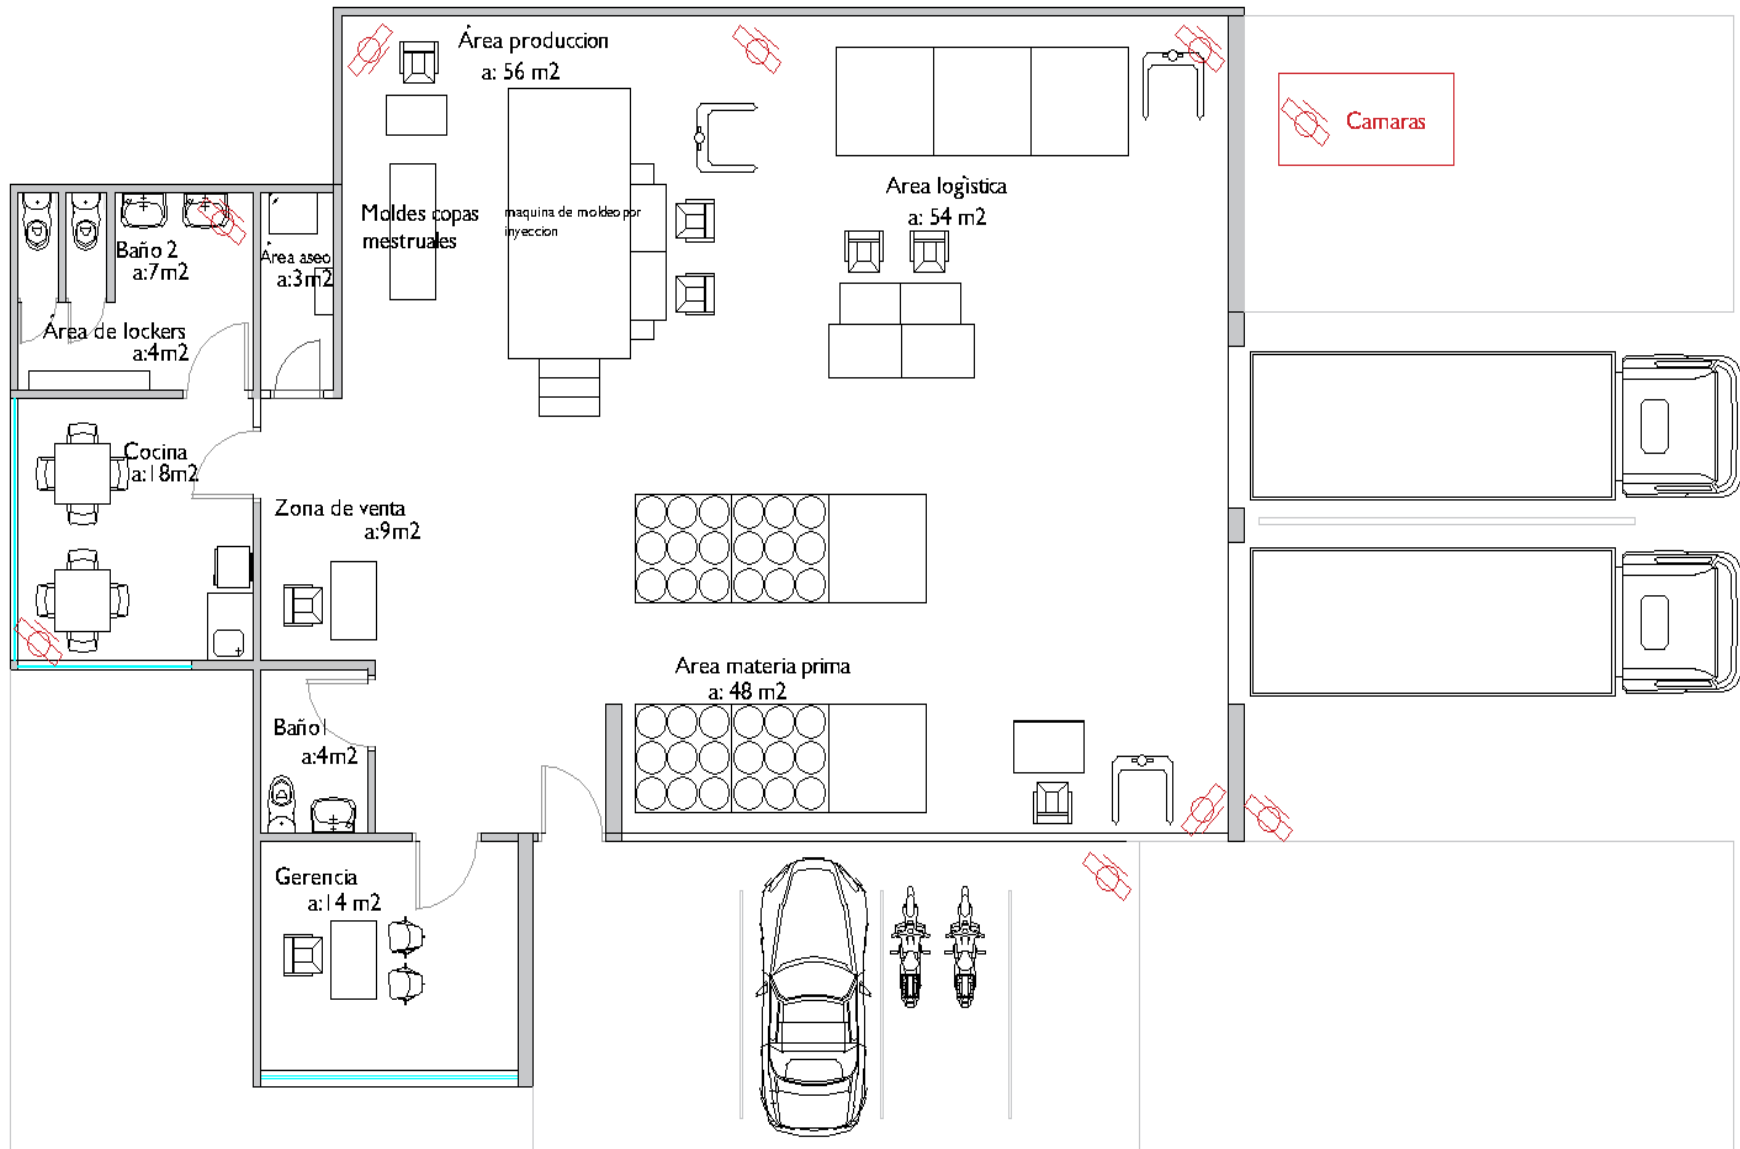 Área produccion
a: 56 m2
Camaras
Area logìstica
a: 54 m2
Moldes copas
mestruales
maquina de moldeo por
inyeccion
Baño 2
a:7m2
Área aseo
a:3m2
Área de lockers
a:4m2
Cocina
a:18m2
Zona de venta
a:9m2
Area materia prima
a: 48 m2
Baño1
a:4m2
Gerencia
a:14 m2